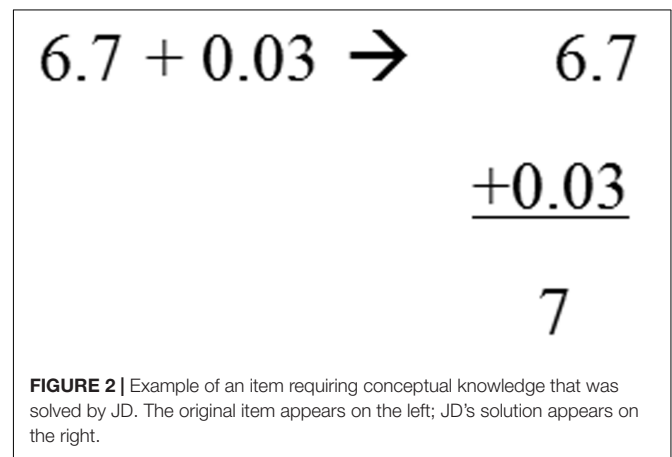 6.7 + 0.03 → 6.7
+0.03
7
FIGURE 2 | Example of an item requiring conceptual knowledge that was
solved by JD. The original item appears on the left; JD's solution appears on
the right.